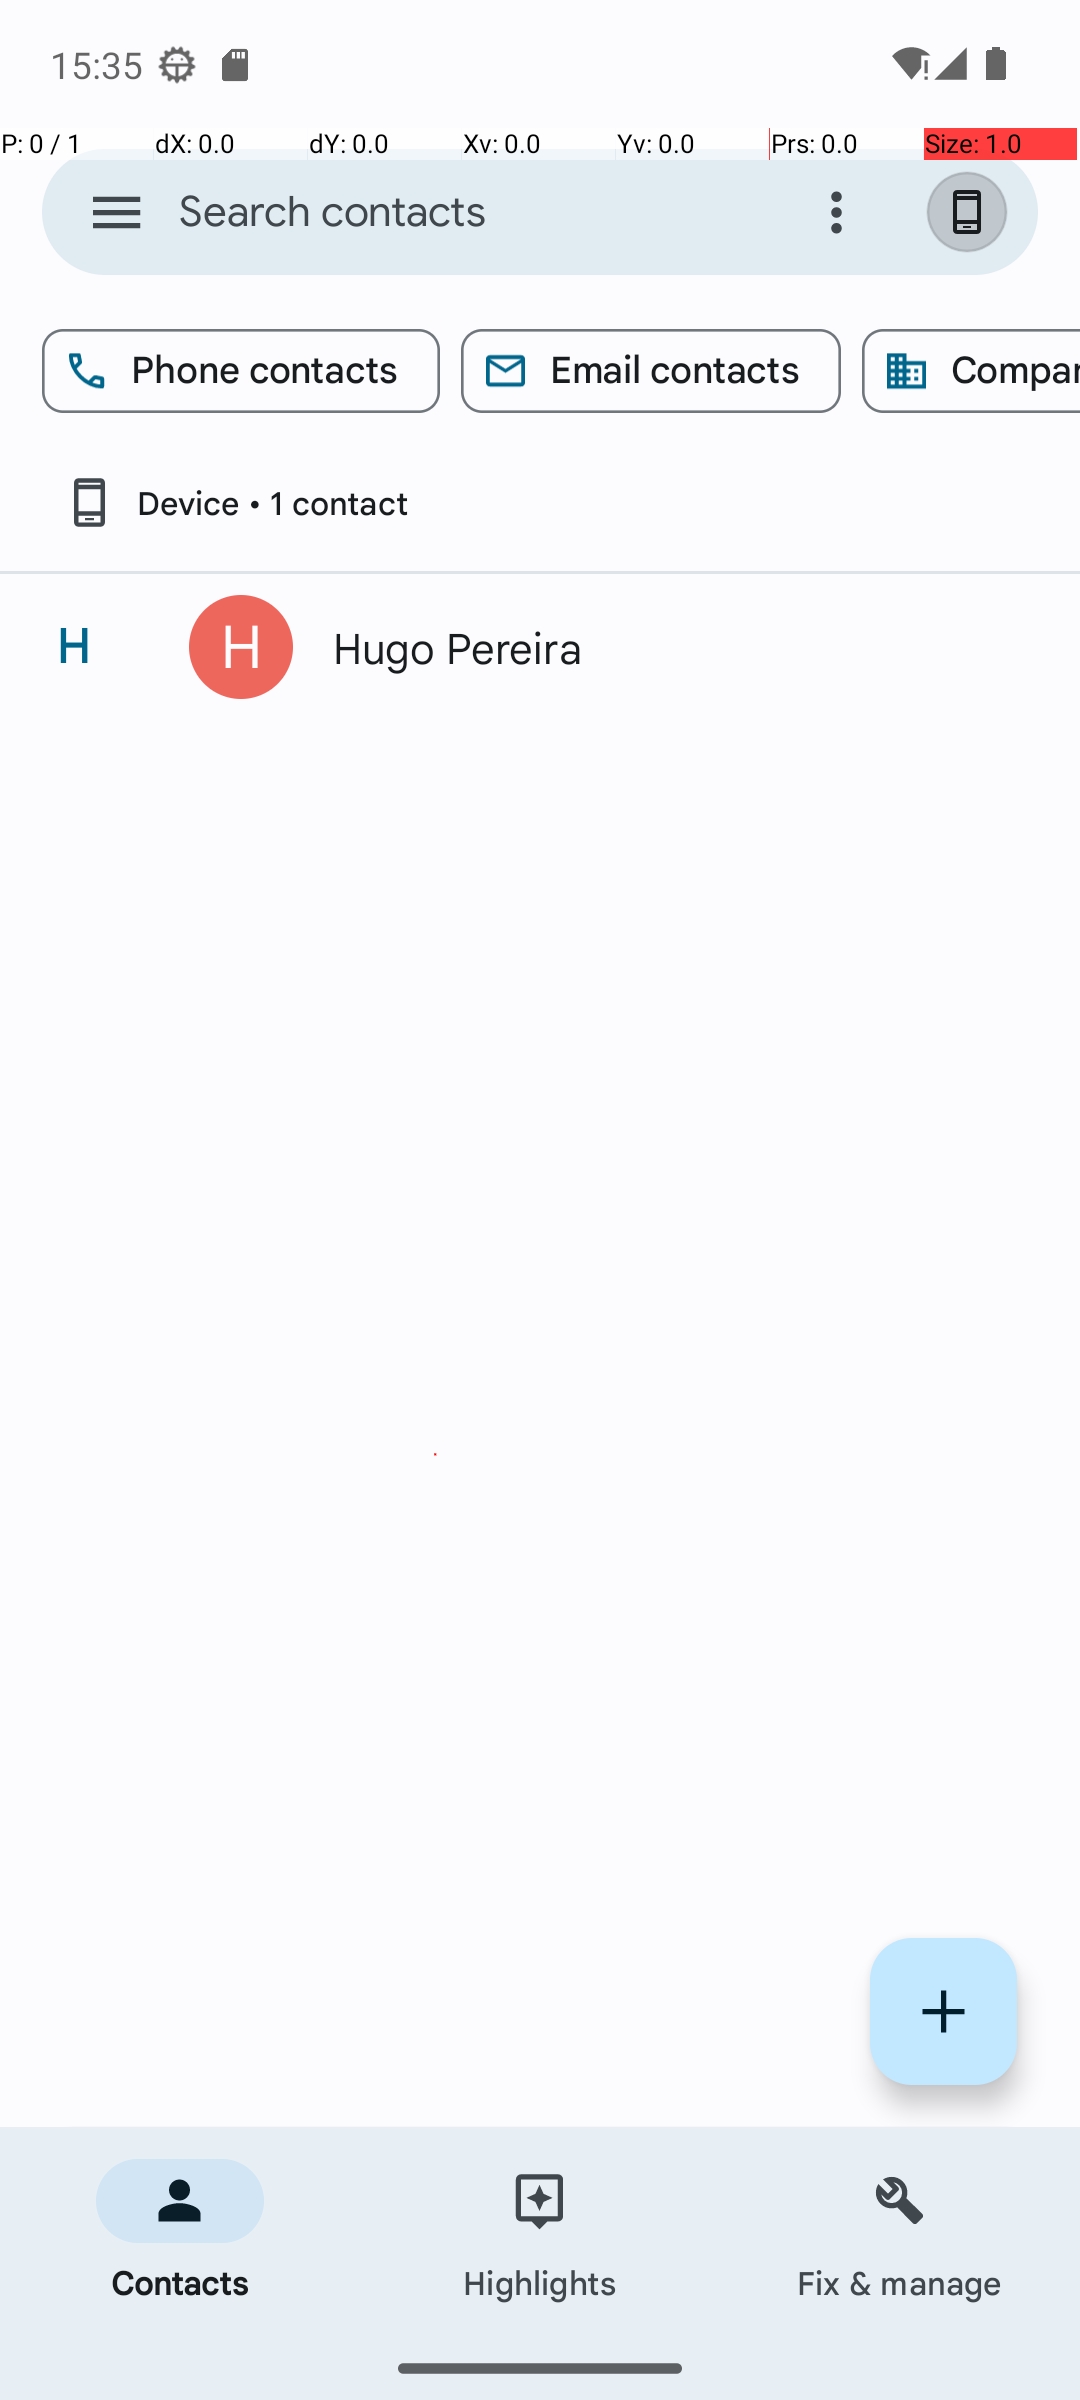 15:35
P: 0 / 1 dX: 0.0 dY: 0.0 Xv: 0.0 Yv: 0.0 Prs: 0.0 Size: 1.0
Search contacts
Phone contacts Email contacts Compan
Device • 1 contact
H H Hugo Pereira
Contacts Highlights Fix & manage